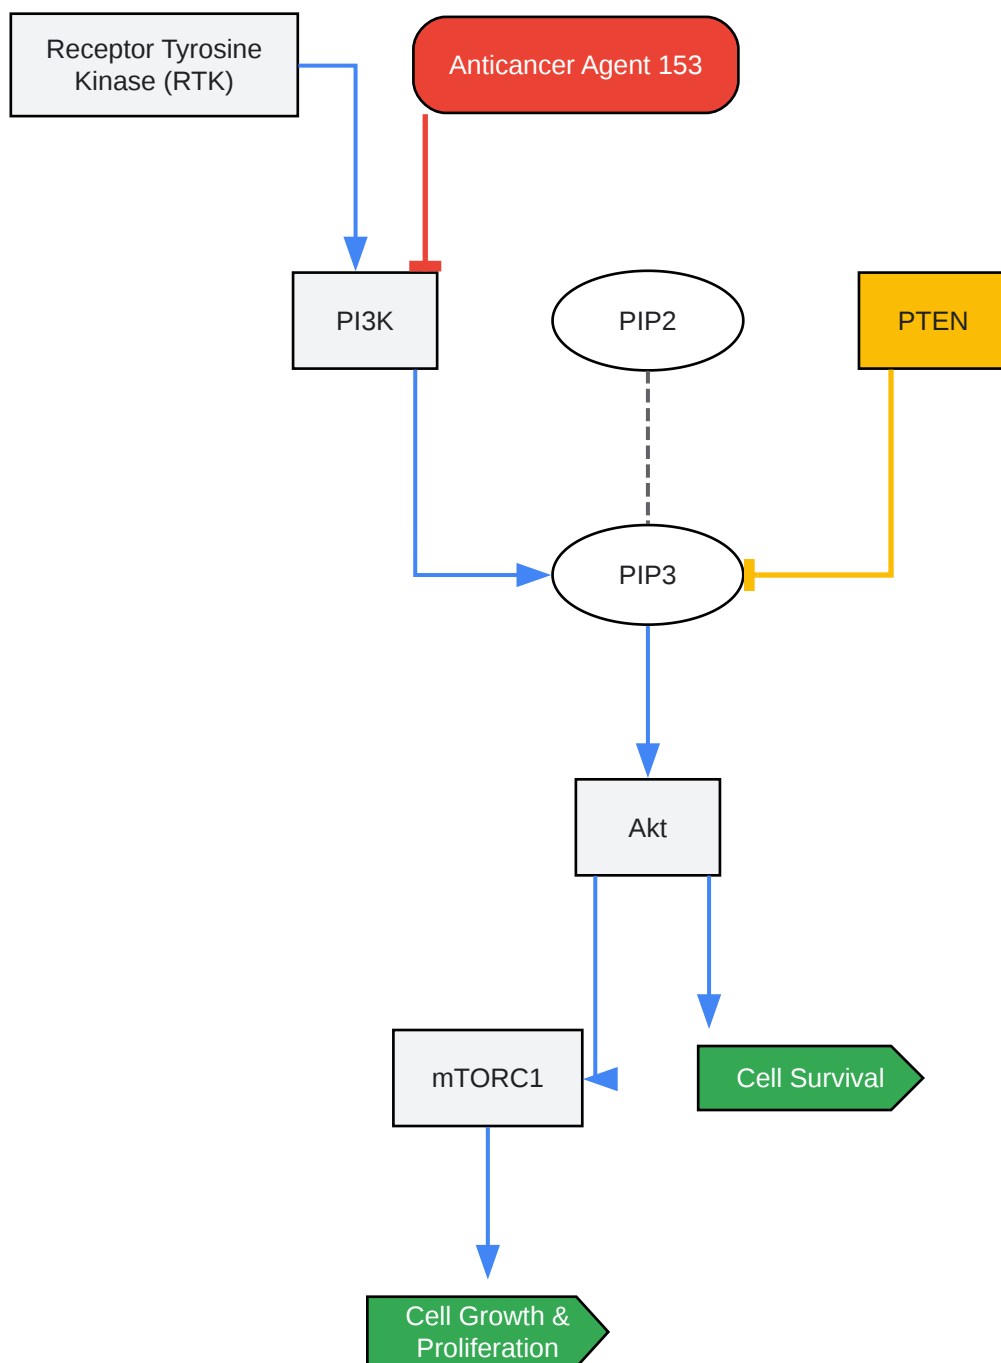 Receptor Tyrosine
Kinase (RTK)
Anticancer Agent 153
PI3K
PIP2
PTEN
PIP3
Akt
mTORC1
Cell Survival
Cell Growth &
Proliferation